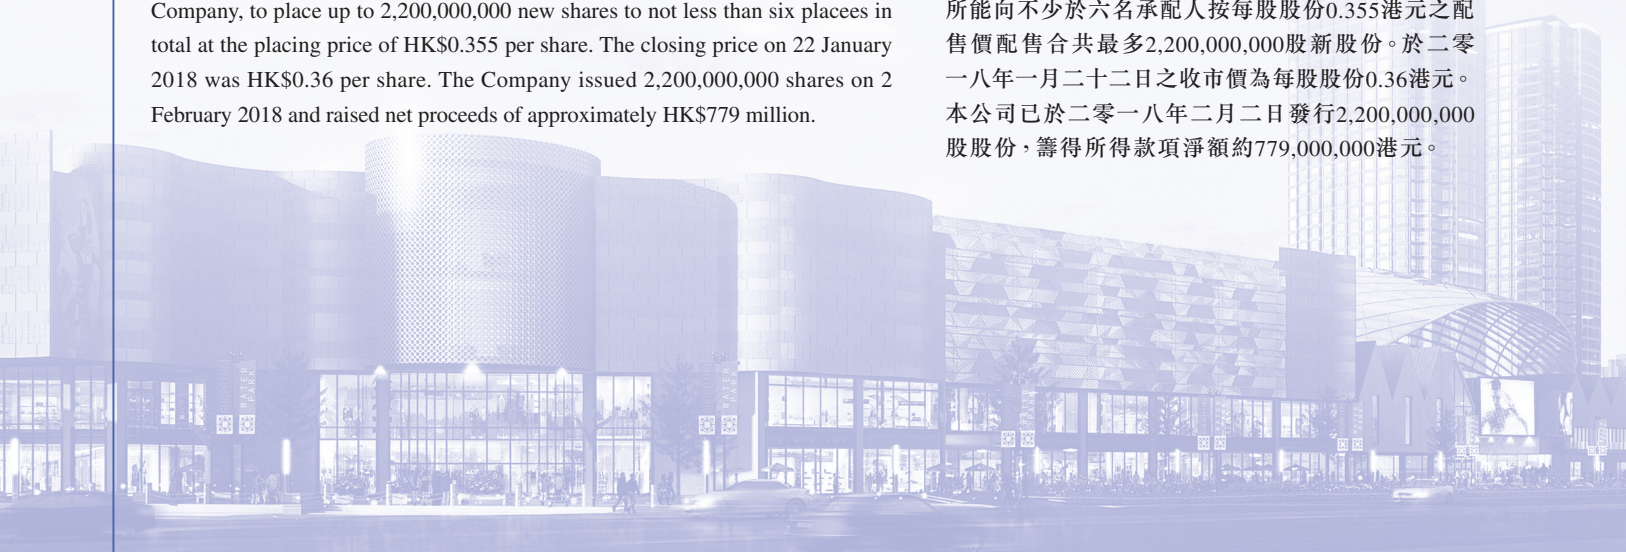 Company, to place up to 2,200,000,000 new shares to not less than six placees in
total at the placing price of HK$0.355 per share. The closing price on 22 January
2018 was HK$0.36 per share. The Company issued 2,200,000,000 shares on 2
February 2018 and raised net proceeds of approximately HK$779 million.
所能向不少於六名承配人按每股股份0.355港元之配
售價配售合共最多2,200,000,000股新股份。於二零
一八年一月二十二日之收市價為每股股份0.36港元。
本公司已於二零一八年二月二日發行2,200,000,000
股股份，籌得所得款項淨額約779,000,000港元。
WATER
PARK
WATER
PARK